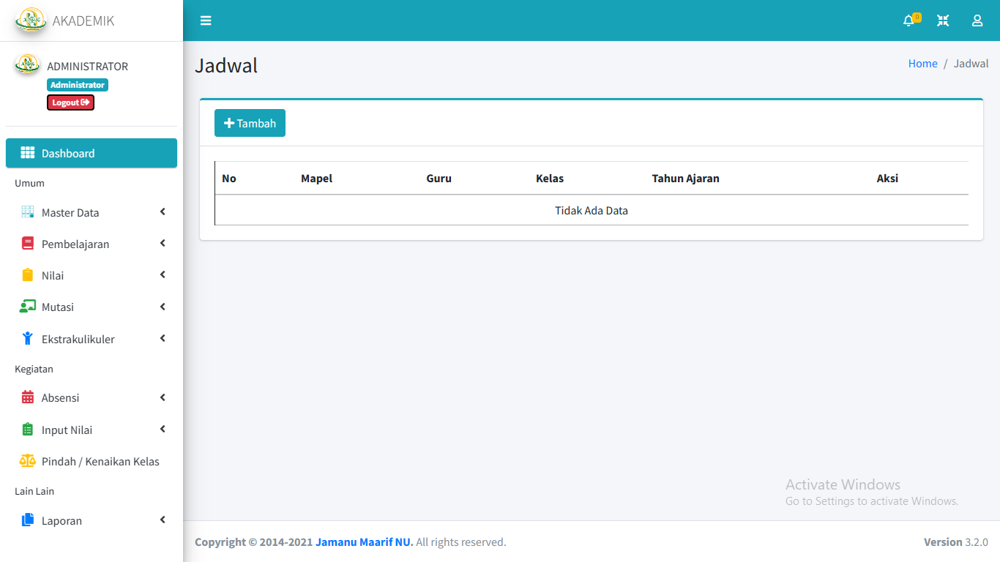 AKADEMIK
0
ADMINISTRATOR
Administrator
Logout
Dashboard
Umum
Master Data
Pembelajaran
Nilai
Mutasi
Ekstrakulikuler
Kegiatan
Absensi
Input Nilai
Pindah / Kenaikan Kelas
Lain Lain
Laporan
Jadwal
Home / Jadwal
Tambah
No Mapel Guru Kelas Tahun Ajaran Aksi
Tidak Ada Data
Activate Windows
Go to Settings to activate Windows.
Copyright © 2014-2021 Jamanu Maarif NU. All rights reserved.
Version 3.2.0